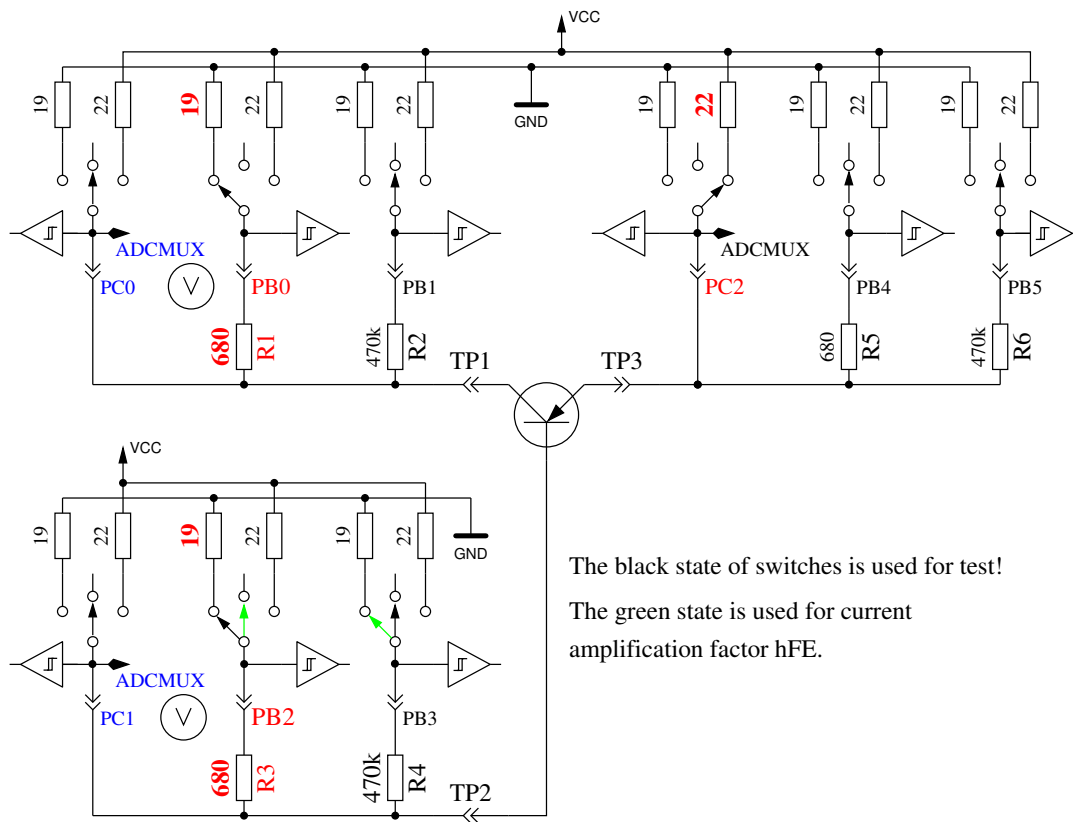 VCC
19
22
19
22
19
22
GND
19
22
19
22
19
22
ADCMUX
ADCMUX
PC0
V
PB0
PB1
PC2
PB4
PB5
680
R1
470k
R2
680
R5
470k
R6
TP1
TP3
VCC
19
22
19
22
19
22
GND
The black state of switches is used for test!
The green state is used for current
amplification factor hFE.
ADCMUX
PC1
V
PB2
PB3
680
R3
470k
R4
TP2